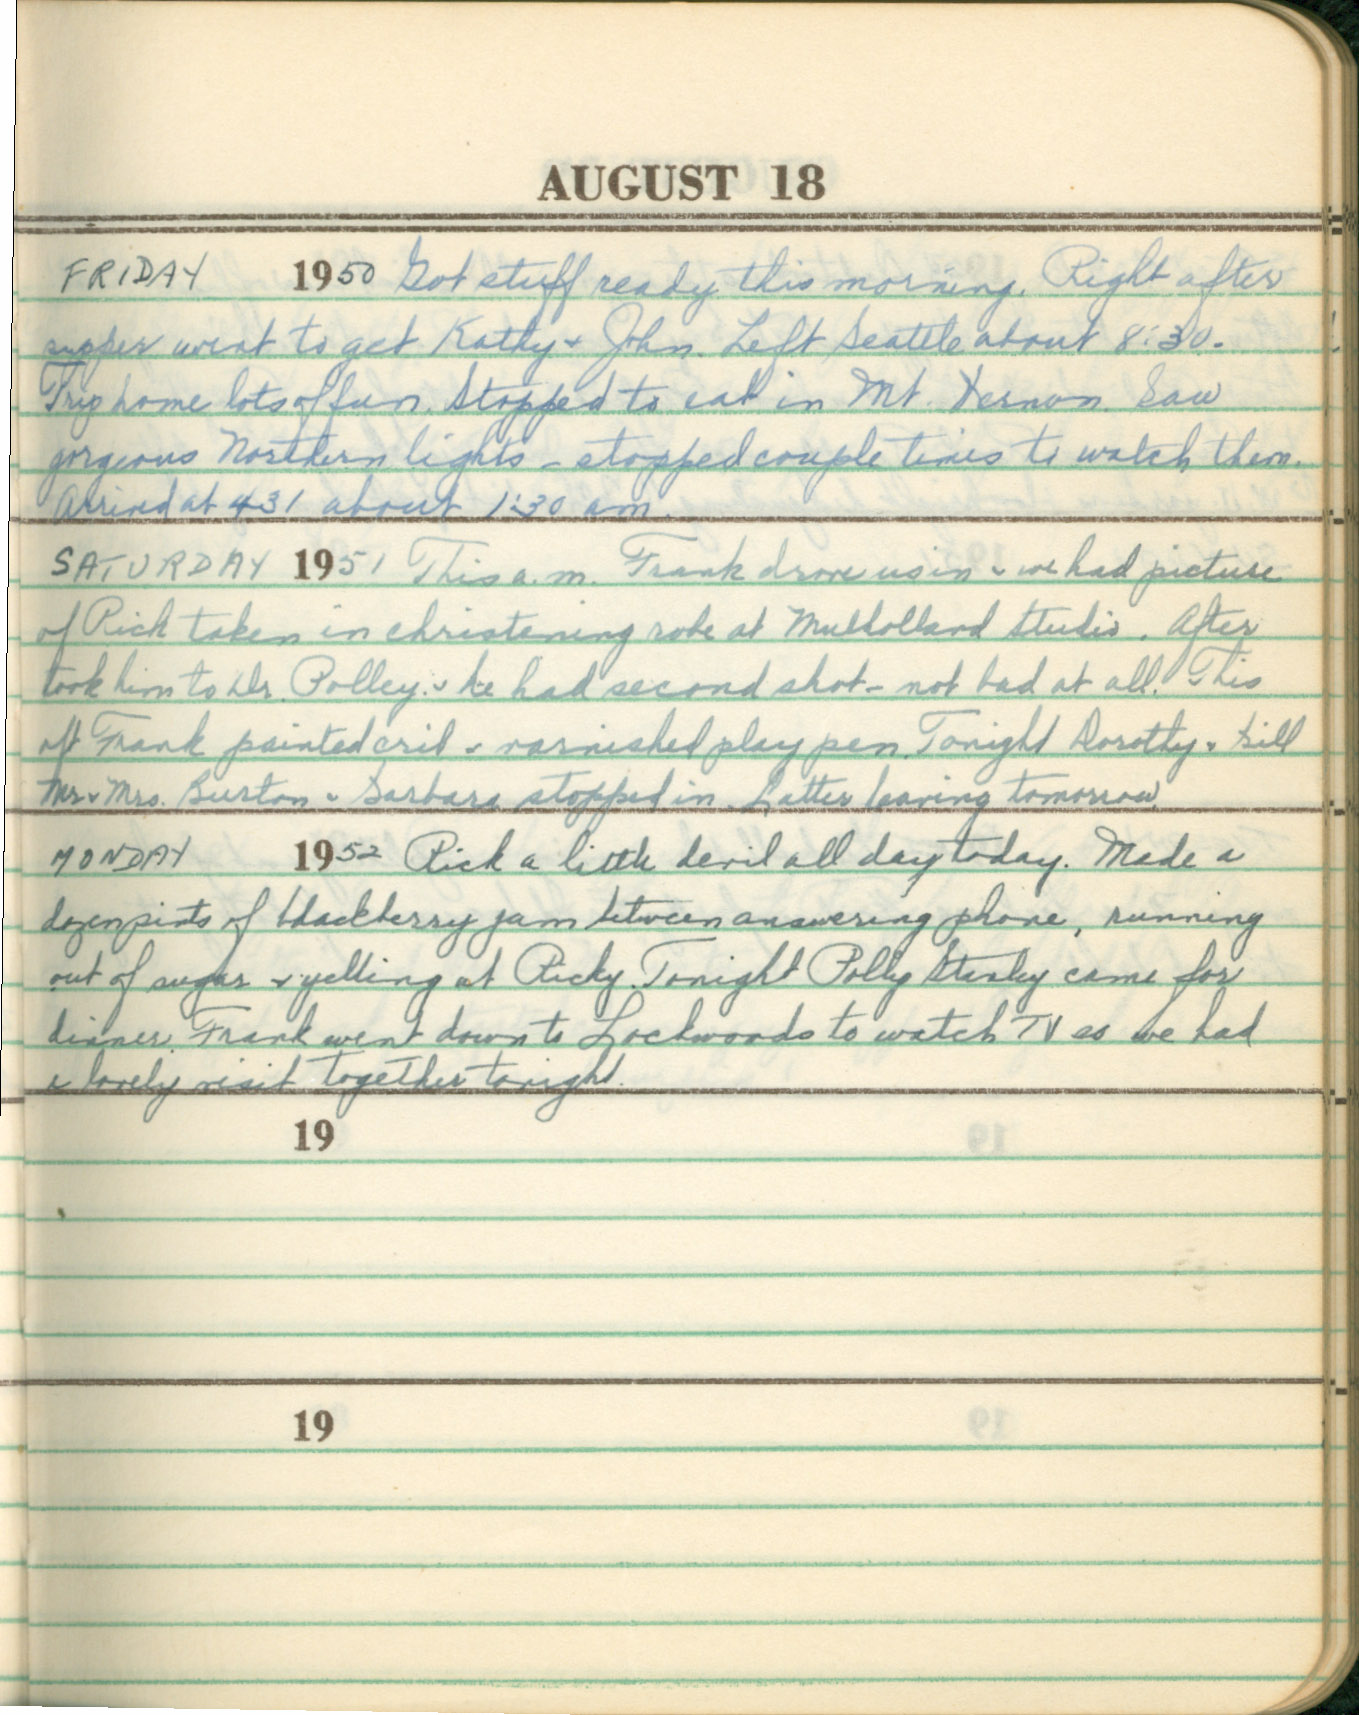 AUGUST 18
FRIDAY 1950 Got stuff ready this morning. Right after
supper went to get Kathy + John. Left Seattle about 8:30.
Trip home lots of fun. Stopped to eat in Mt. Vernon. Saw
gorgeous Northern lights - stopped couple times to watch them.
Arrived at 431 about 1:30 am.
SATURDAY 1951 This a.m. Frank drove us in + we had picture
of Rick taken in christening robe at Mulholland Studio. After
took him to Dr. Polley + he had second shot - not bad at all. This
aft Frank painted crib + varnished play pen. Tonight Dorothy + Bill
Mr + Mrs. Burton + Barbara stopped in. Latter leaving tomorrow
MONDAY 1952 Rick a little devil all day today. Made a
dozen pints of blackberry jam between answering phone, running
out of sugar + yelling at Ricky. Tonight Polly Stanley came for
dinner. Frank went down to Lockwoods to watch TV so we had
a lovely visit together tonight.
19
19